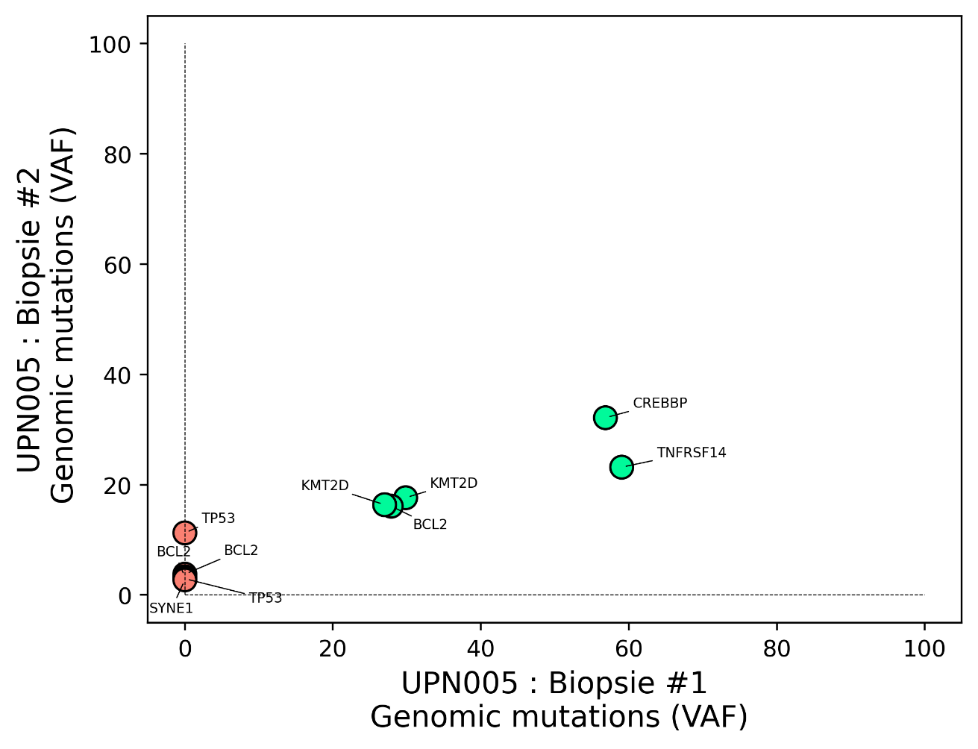 100
80
60
40
20
0
UPN005 : Biopsie #2
Genomic mutations (VAF)
CREBBP
TNFRSF14
KMT2D
KMT2D
BCL2
TP53
BCL2
BCL2
TP53
SYNE1
0
20
40
60
80
100
UPN005 : Biopsie #1
Genomic mutations (VAF)